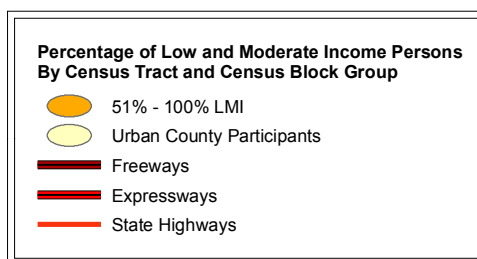 Percentage of Low and Moderate Income Persons
By Census Tract and Census Block Group
51% - 100% LMI
Urban County Participants
Freeways
Expressways
State Highways